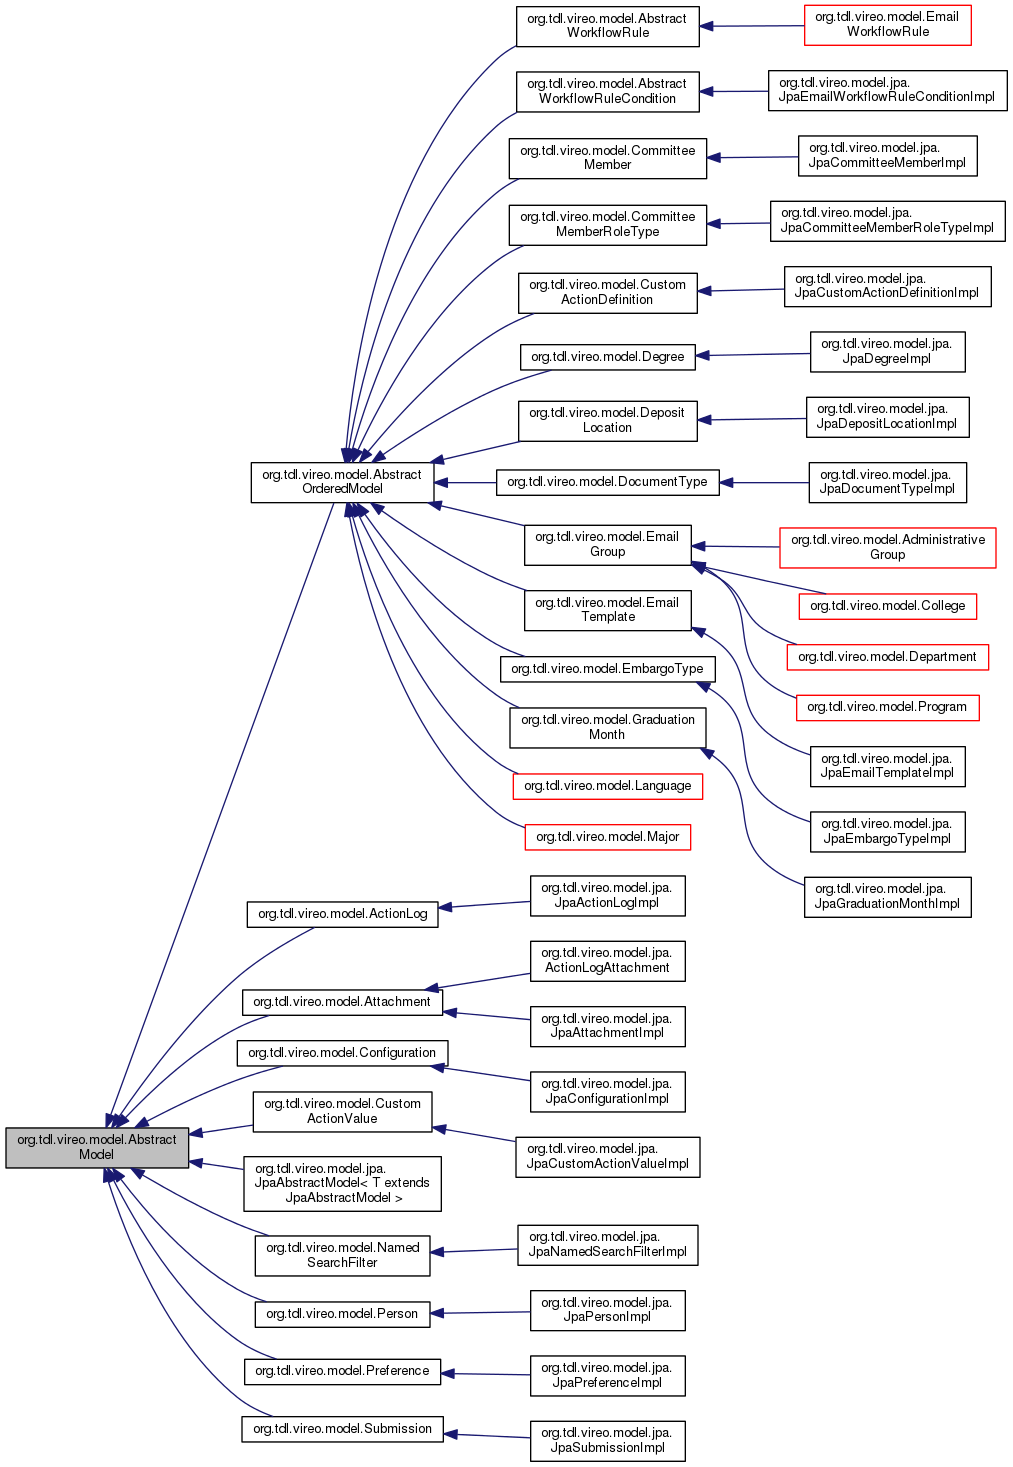 org.tdl.vireo.model.Abstract
WorkflowRule
org.tdl.vireo.model.Email
WorkflowRule
org.tdl.vireo.model.Abstract
WorkflowRuleCondition
org.tdl.vireo.model.jpa.
JpaEmailWorkflowRuleConditionImpl
org.tdl.vireo.model.Committee
Member
org.tdl.vireo.model.jpa.
JpaCommitteeMemberImpl
org.tdl.vireo.model.Committee
MemberRoleType
org.tdl.vireo.model.jpa.
JpaCommitteeMemberRoleTypeImpl
org.tdl.vireo.model.Custom
ActionDefinition
org.tdl.vireo.model.jpa.
JpaCustomActionDefinitionImpl
org.tdl.vireo.model.Degree
org.tdl.vireo.model.jpa.
JpaDegreeImpl
org.tdl.vireo.model.Deposit
Location
org.tdl.vireo.model.jpa.
JpaDepositLocationImpl
org.tdl.vireo.model.Abstract
OrderedModel
org.tdl.vireo.model.DocumentType
org.tdl.vireo.model.jpa.
JpaDocumentTypeImpl
org.tdl.vireo.model.Email
Group
org.tdl.vireo.model.Administrative
Group
org.tdl.vireo.model.College
org.tdl.vireo.model.Email
Template
org.tdl.vireo.model.Department
org.tdl.vireo.model.EmbargoType
org.tdl.vireo.model.Program
org.tdl.vireo.model.Graduation
Month
org.tdl.vireo.model.jpa.
JpaEmailTemplateImpl
org.tdl.vireo.model.Language
org.tdl.vireo.model.jpa.
JpaEmbargoTypeImpl
org.tdl.vireo.model.Major
org.tdl.vireo.model.jpa.
JpaGraduationMonthImpl
org.tdl.vireo.model.ActionLog
org.tdl.vireo.model.jpa.
JpaActionLogImpl
org.tdl.vireo.model.jpa.
ActionLogAttachment
org.tdl.vireo.model.Attachment
org.tdl.vireo.model.jpa.
JpaAttachmentImpl
org.tdl.vireo.model.Configuration
org.tdl.vireo.model.jpa.
JpaConfigurationImpl
org.tdl.vireo.model.Custom
ActionValue
org.tdl.vireo.model.jpa.
JpaCustomActionValueImpl
org.tdl.vireo.model.Abstract
Model
org.tdl.vireo.model.jpa.
JpaAbstractModel< T extends
JpaAbstractModel >
org.tdl.vireo.model.Named
SearchFilter
org.tdl.vireo.model.jpa.
JpaNamedSearchFilterImpl
org.tdl.vireo.model.Person
org.tdl.vireo.model.jpa.
JpaPersonImpl
org.tdl.vireo.model.Preference
org.tdl.vireo.model.jpa.
JpaPreferenceImpl
org.tdl.vireo.model.Submission
org.tdl.vireo.model.jpa.
JpaSubmissionImpl